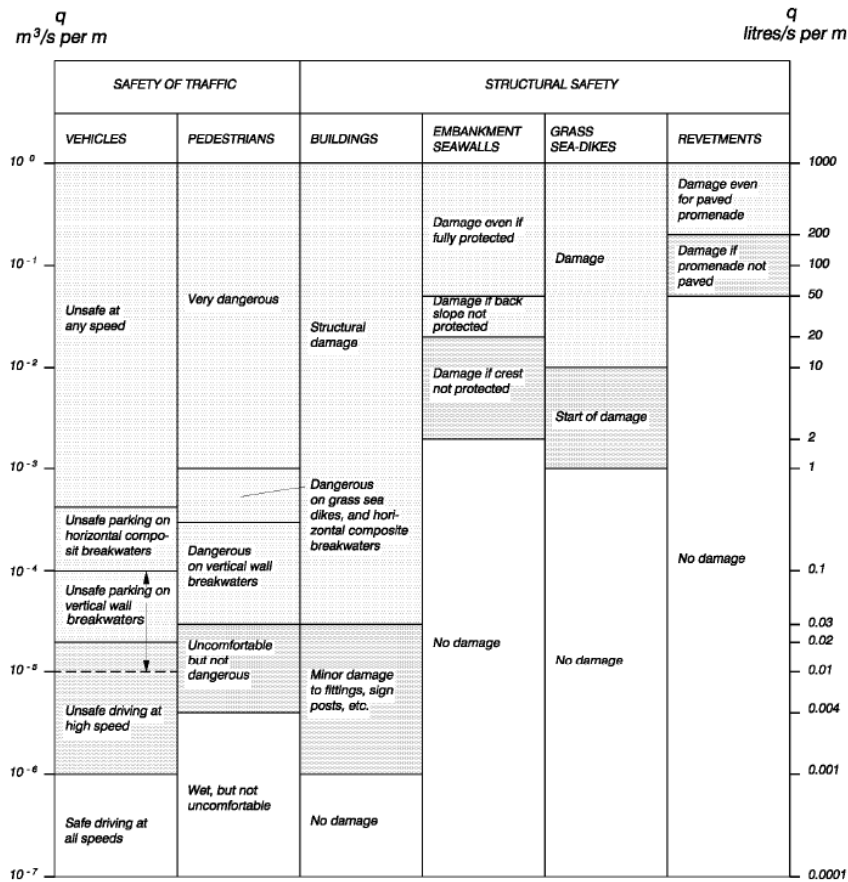 q
m³/s per m
q
litres/s per m
SAFETY OF TRAFFIC
STRUCTURAL SAFETY
VEHICLES
PEDESTRIANS
BUILDINGS
EMBANKMENT
SEAWALLS
GRASS
SEA-DIKES
REVETMENTS
10⁰
10⁻¹
10⁻²
10⁻³
10⁻⁴
10⁻⁵
10⁻⁶
10⁻⁷
Unsafe at
any speed
Unsafe parking on
horizontal compo-
sit breakwaters
Unsafe parking on
vertical wall
breakwaters
Unsafe driving at
high speed
Safe driving at
all speeds
Very dangerous
Dangerous
on vertical wall
breakwaters
Uncomfortable
but not
dangerous
Wet, but not
uncomfortable
Structural
damage
Dangerous
on grass sea
dikes, and hori-
zontal composite
breakwaters
Minor damage
to fittings, sign
posts, etc.
No damage
Damage even if
fully protected
Damage if back
slope not
protected
Damage if crest
not protected
No damage
Damage
Start of damage
No damage
Damage even
for paved
promenade
Damage if
promenade not
paved
No damage
1000
200
100
50
20
10
2
1
0.1
0.03
0.02
0.01
0.004
0.001
0.0001